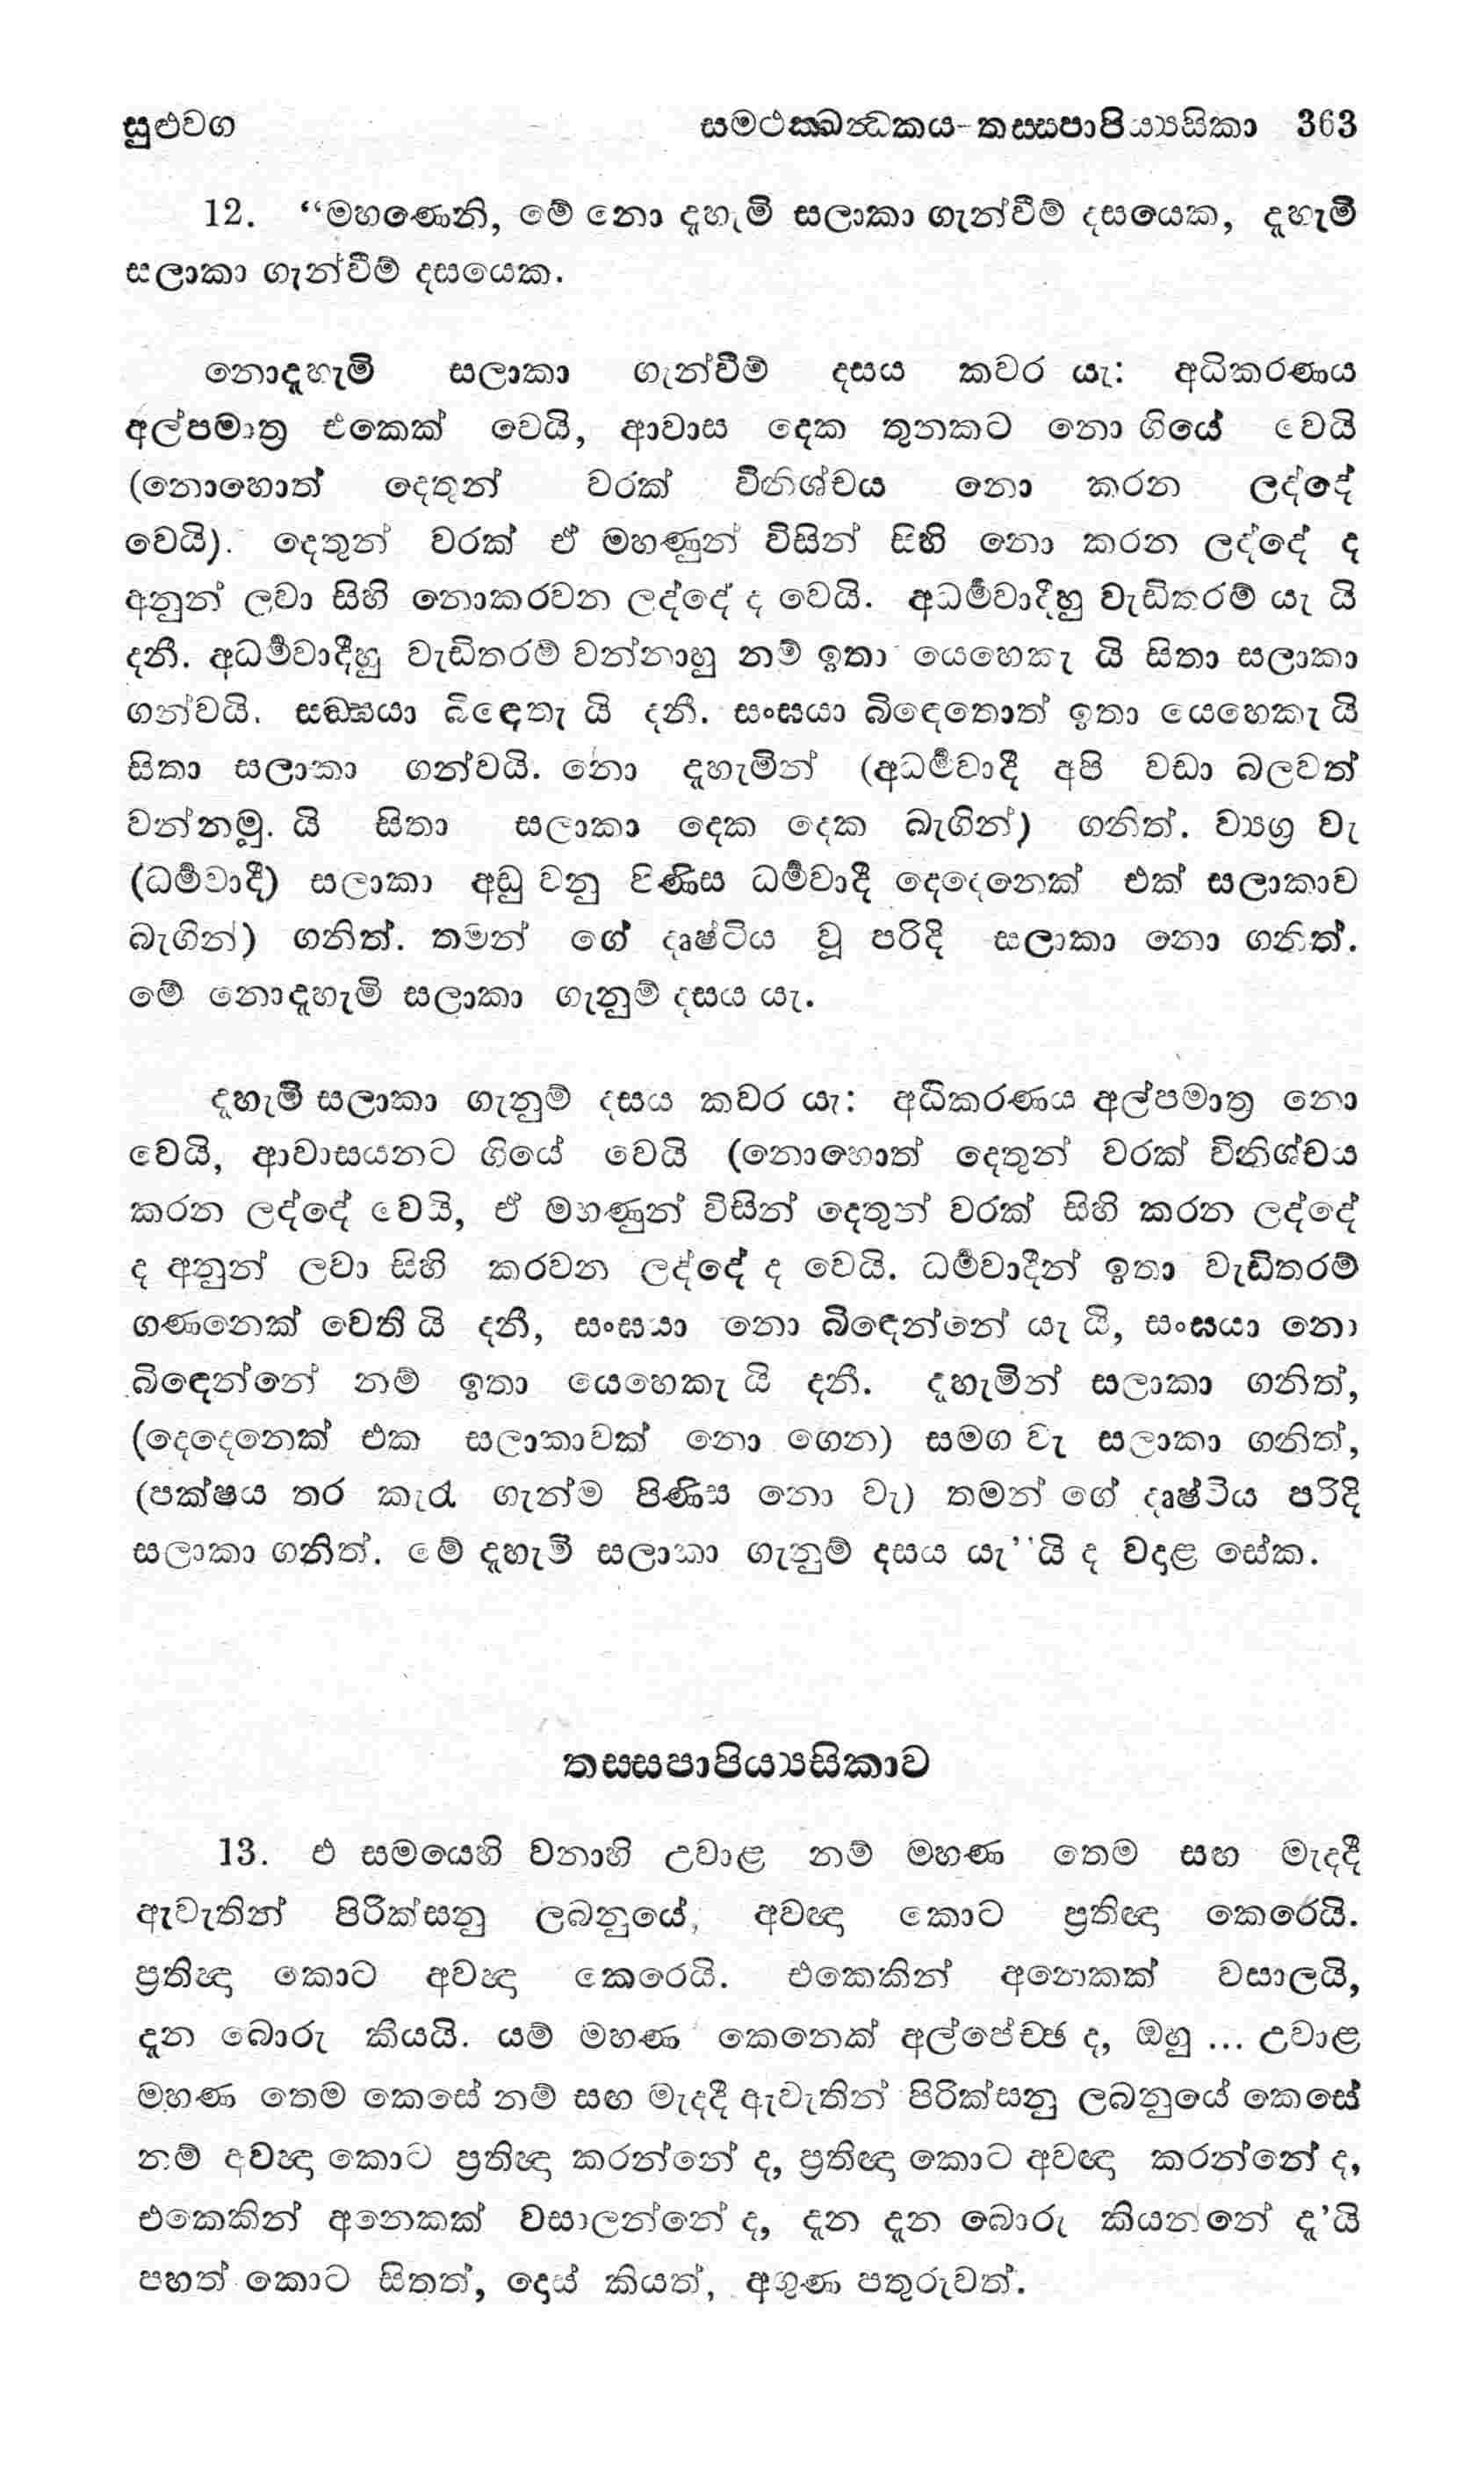 සුළුවග සමථක්ඛන්ධකය-තස්සපාපිය්‍යසිකා 363
12. “මහණෙනි, මේ නො දැහැමි සලාකා ගැන්වීම් දසයෙක, දැහැමි
සලාකා ගැන්වීම් දසයෙක.
නොදැහැමි සලාකා ගැන්වීම් දසය කවර යැ: අධිකරණය
අල්පමාත්‍ර එකෙක් වෙයි, ආවාස දෙක තුනකට නො ගියේ වෙයි
(නොහොත් දෙතුන් වරක් විනිශ්චය නො කරන ලද්දේ
වෙයි). දෙතුන් වරක් ඒ මහණුන් විසින් සිහි නො කරන ලද්දේ ද
අනුන් ලවා සිහි නොකරවන ලද්දේ ද වෙයි. අධර්‍මවාදීහු වැඩිතරම් යැ යි
දනී. අධර්‍මවාදීහු වැඩිතරම් වන්නාහු නම් ඉතා යෙහෙකැ යි සිතා සලාකා
ගන්වයි. සඞ්ඝයා බිඳෙතැ යි දනී. සංඝයා බිඳෙතොත් ඉතා යෙහෙකැ යි
සිතා සලාකා ගන්වයි. නො දැහැමින් (අධර්‍මවාදී අපි වඩා බලවත්
වන්නමු. යි සිතා සලාකා දෙක දෙක බැගින්) ගනිත්. ව්‍යග්‍ර වැ
(ධර්‍මවාදී) සලාකා අඩු වනු පිණිස ධර්‍මවාදී දෙදෙනෙක් එක් සලාකාව
බැගින්) ගනිත්. තමන් ගේ දෘෂ්ටිය වූ පරිදි සලාකා නො ගනිත්.
මේ නොදැහැමි සලාකා ගැනුම් දසය යැ.
දැහැමි සලාකා ගැනුම් දසය කවර යැ: අධිකරණය අල්පමාත්‍ර නො
වෙයි, ආවාසයනට ගියේ වෙයි (නොහොත් දෙතුන් වරක් විනිශ්චය
කරන ලද්දේ වෙයි, ඒ මහණුන් විසින් දෙතුන් වරක් සිහි කරන ලද්දේ
ද අනුන් ලවා සිහි කරවන ලද්දේ ද වෙයි. ධර්‍මවාදීන් ඉතා වැඩිතරම්
ගණනෙක් වෙති යි දනී, සංඝයා නො බිඳෙන්නේ යැ යි, සංඝයා නො
බිඳෙන්නේ නම් ඉතා යෙහෙකැ යි දනී. දැහැමින් සලාකා ගනිත්,
(දෙදෙනෙක් එක සලාකාවක් නො ගෙන) සමග වැ සලාකා ගනිත්,
(පක්ෂය තර කැර ගැන්ම පිණිස නො වැ) තමන් ගේ දෘෂ්ටිය පරිදි
සලාකා ගනිත්. මේ දැහැමි සලාකා ගැනුම් දසය යැ’’යි ද වදාළ සේක.
තස්සපාපිය්‍යසිකාව
13. එ සමයෙහි වනාහි උවාළ නම් මහණ තෙම සඟ මැදදී
ඇවැතින් පිරික්සනු ලබනුයේ, අවඥා කොට ප්‍රතිඥා කෙරෙයි.
ප්‍රතිඥා කොට අවඥා කෙරෙයි. එකෙකින් අනෙකක් වසාලයි,
දැන බොරු කියයි. යම් මහණ කෙනෙක් අල්පේච්ඡ ද, ඔහු ... උවාළ
මහණ තෙම කෙසේ නම් සඟ මැදදී ඇවැතින් පිරික්සනු ලබනුයේ කෙසේ
නම් අවඥා කොට ප්‍රතිඥා කරන්නේ ද, ප්‍රතිඥා කොට අවඥා කරන්නේ ද,
එකෙකින් අනෙකක් වසාලන්නේ ද, දැන දැන බොරු කියන්නේ දැ’යි
පහත් කොට සිතත්, දොස් කියත්, අගුණ පතුරුවත්.